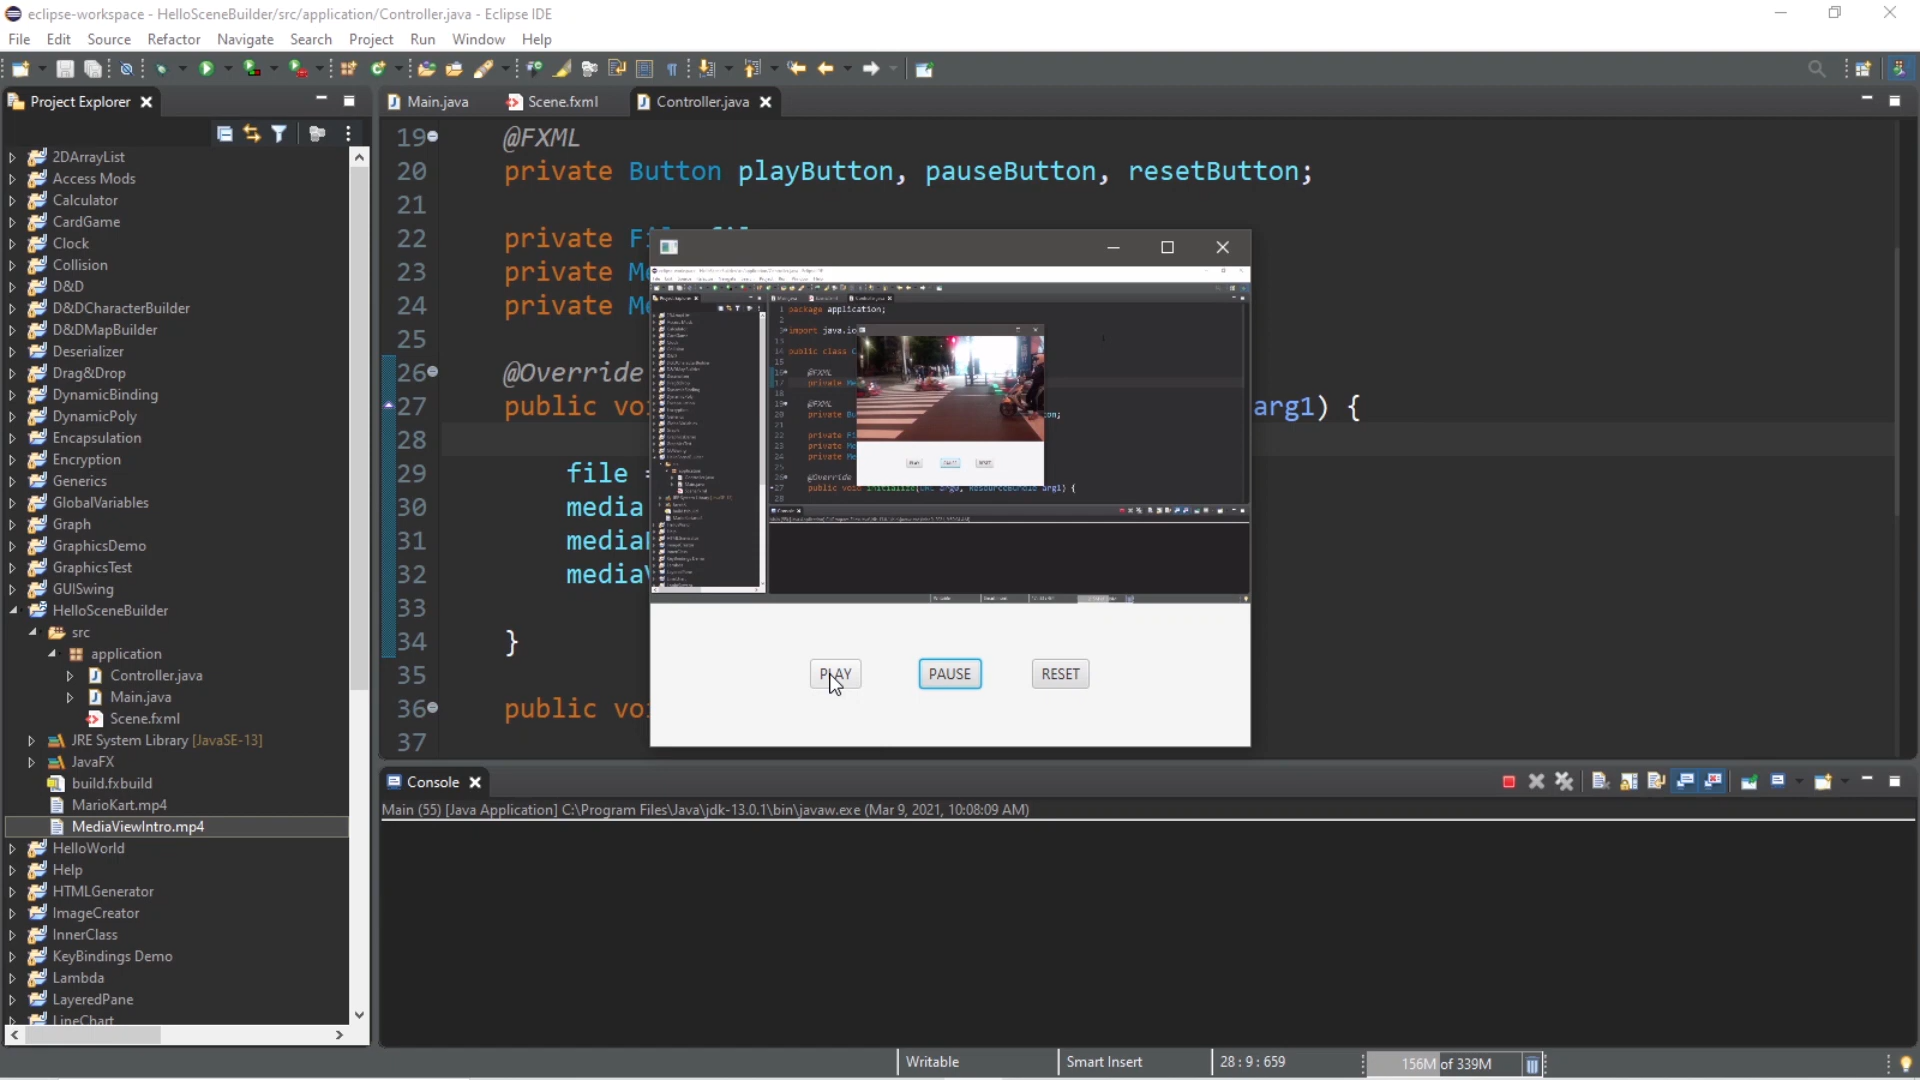 eclipse-workspace - HelloSceneBuilder/src/application/Controller.java - Eclipse IDE
File Edit Source Refactor Navigate Search Project Run Window Help
Project Explorer
2DArrayList
Access Mods
Calculator
CardGame
Clock
Collision
D&D
D&DCharacterBuilder
D&DMapBuilder
Deserializer
Drag&Drop
DynamicBinding
DynamicPoly
Encapsulation
Encryption
Generics
GlobalVariables
Graph
GraphicsDemo
GraphicsTest
GUISwing
HelloSceneBuilder
src
application
Controller.java
Main.java
Scene.fxml
JRE System Library [JavaSE-13]
JavaFX
build.fxbuild
MarioKart.mp4
MediaViewIntro.mp4
HelloWorld
Help
HTMLGenerator
ImageCreator
InnerClass
KeyBindings Demo
Lambda
LayeredPane
LineChart
Main.java Scene.fxml Controller.java
19 @FXML
20 private Button playButton, pauseButton, resetButton;
21
22 private
23 private
24 private
25
26 @Override
27 public arg1) {
28
29 file
30 media
31
32
33
34 }
35
36 public
37
package application;
public class
@FXML
@Override
PLAY PAUSE RESET
Console
Main (55) [Java Application] C:\Program Files\Java\jdk-13.0.1\bin\javaw.exe (Mar 9, 2021, 10:08:09 AM)
Writable Smart Insert 28 : 9 : 659 156M of 339M